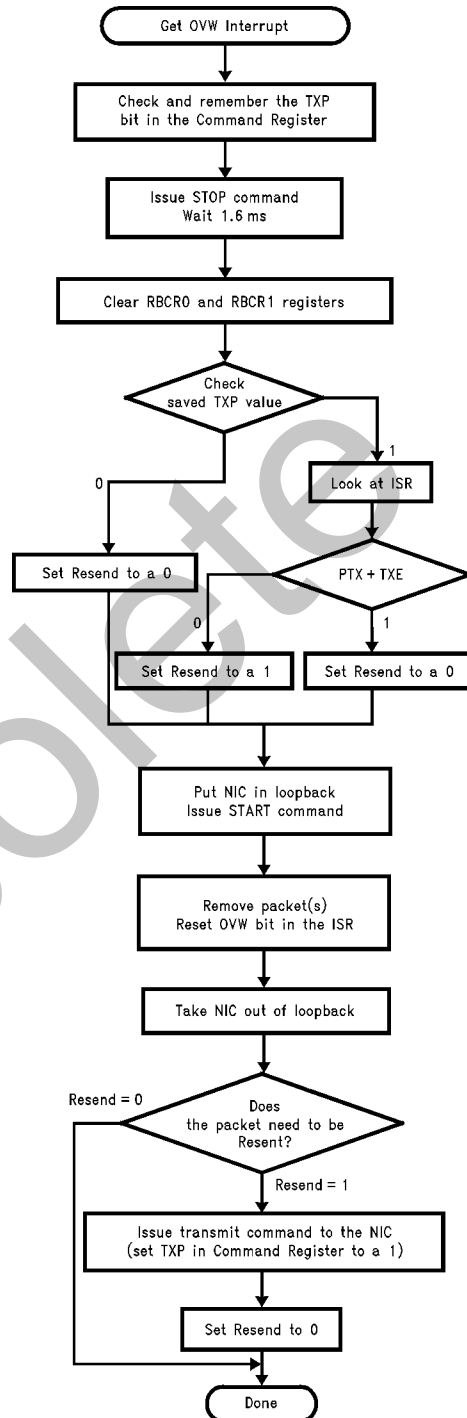 Get OVW Interrupt
Check and remember the TXP
bit in the Command Register
Issue STOP command
Wait 1.6 ms
Clear RBCR0 and RBCR1 registers
Check
saved TXP value
0
1
Look at ISR
Set Resend to a 0
PTX + TXE
0
1
Set Resend to a 1
Set Resend to a 0
Put NIC in loopback
Issue START command
Remove packet(s)
Reset OVW bit in the ISR
Take NIC out of loopback
Resend = 0
Does
the packet need to be
Resent?
Resend = 1
Issue transmit command to the NIC
(set TXP in Command Register to a 1)
Set Resend to 0
Done
olete